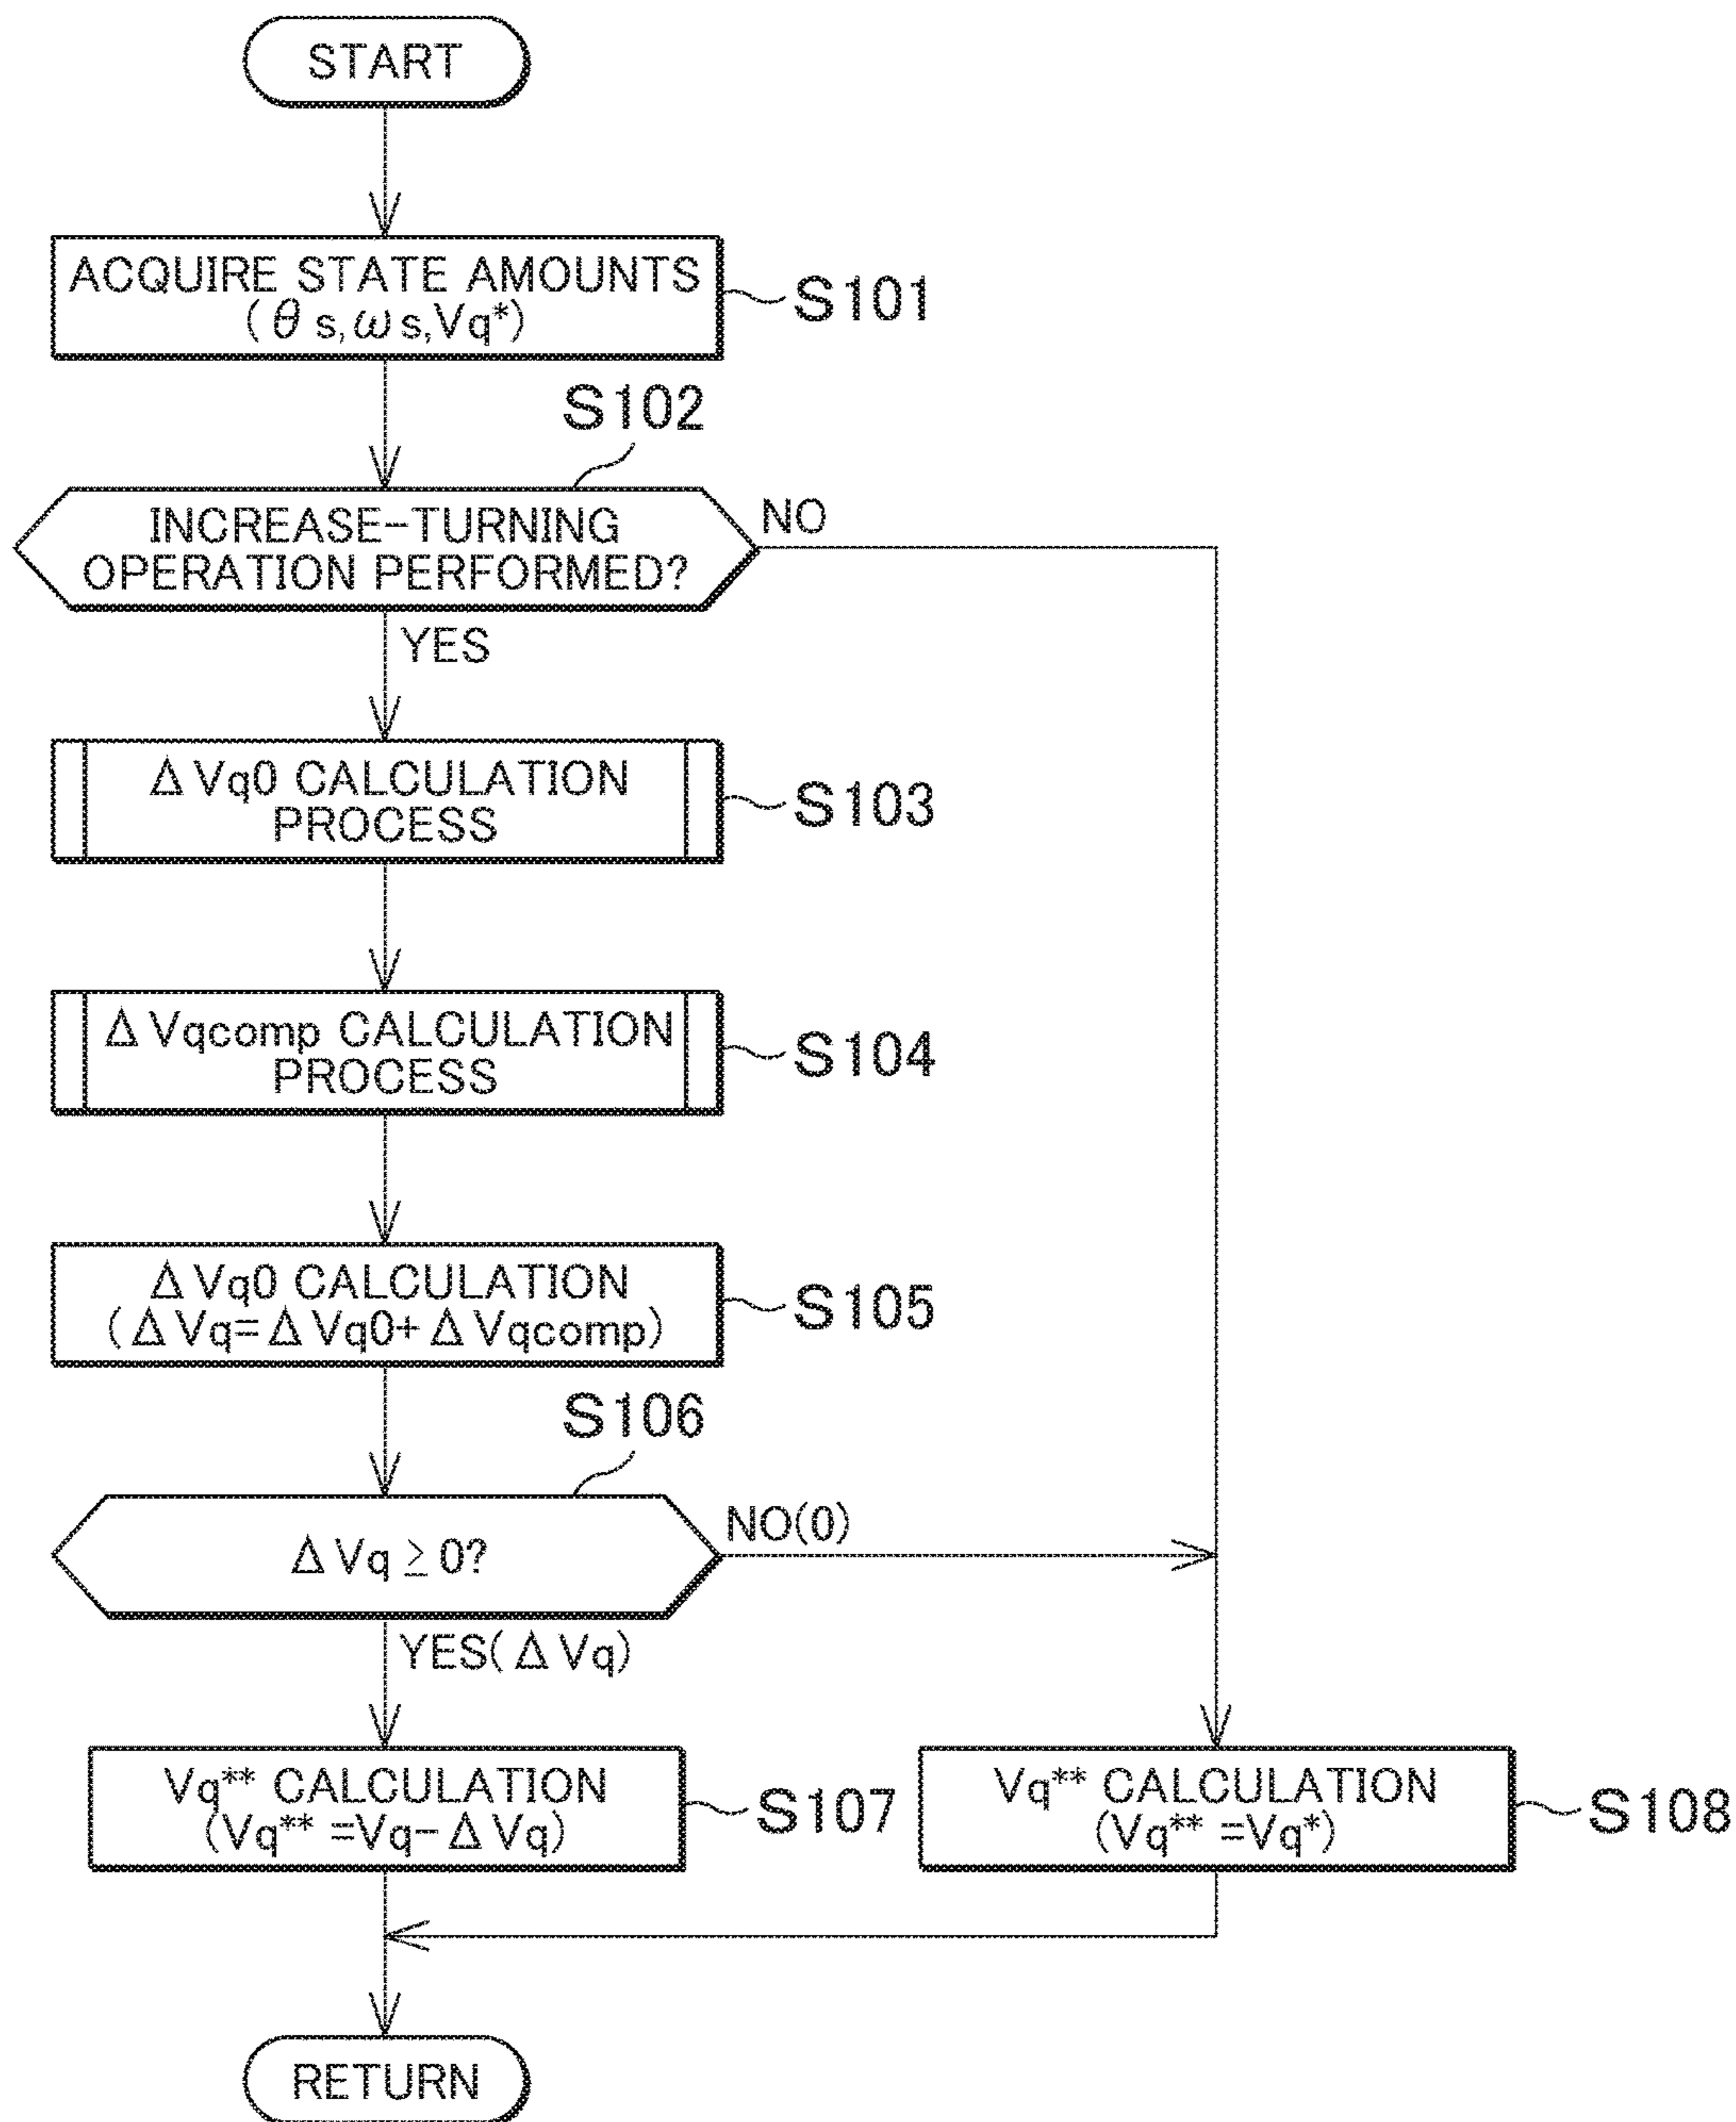 START
ACQUIRE STATE AMOUNTS
(θs,ωs,Vq*)
S101
S102
INCREASE-TURNING
OPERATION PERFORMED?
NO
YES
ΔVq0 CALCULATION
PROCESS
S103
ΔVqcomp CALCULATION
PROCESS
S104
ΔVq0 CALCULATION
(ΔVq=ΔVq0+ΔVqcomp)
S105
S106
ΔVq≥0?
NO(0)
YES(ΔVq)
Vq** CALCULATION
(Vq**=Vq-ΔVq)
S107
Vq** CALCULATION
(Vq**=Vq*)
S108
RETURN